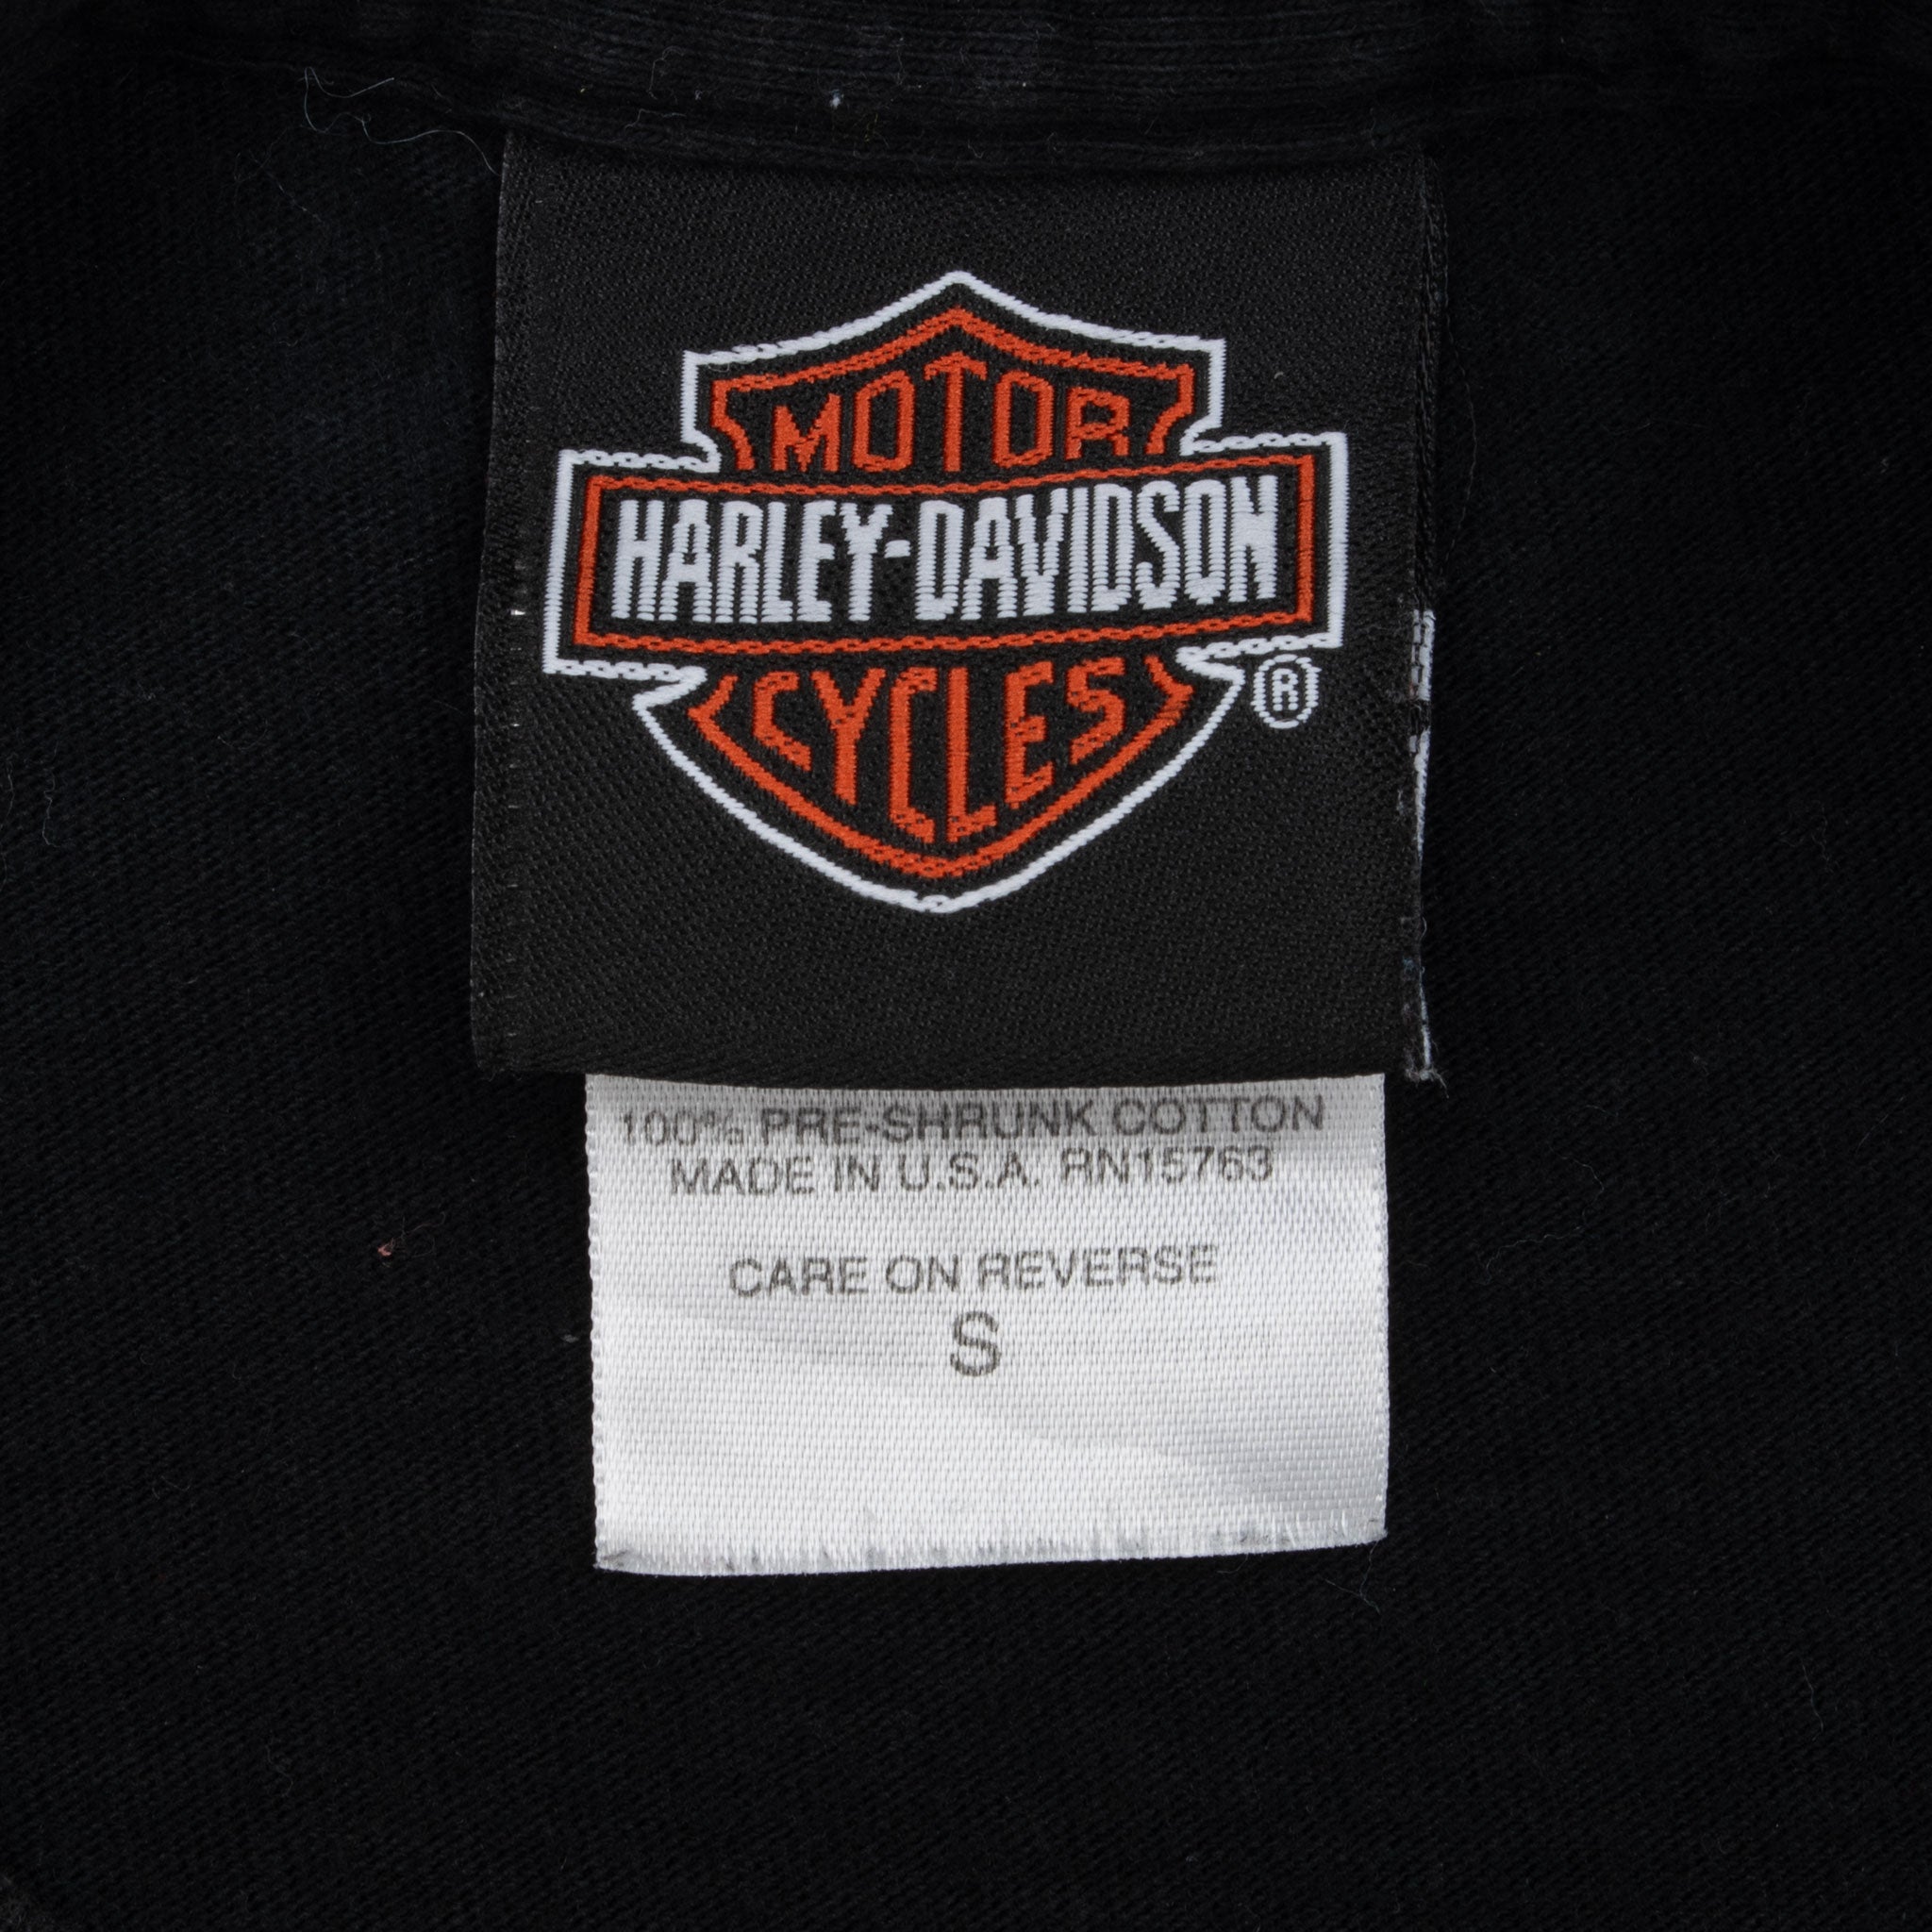 MOTOR
HARLEY-DAVIDSON
CYCLES
®
100% PRE-SHRUNK COTTON
MADE IN U.S.A. RN15763
CARE ON REVERSE
S